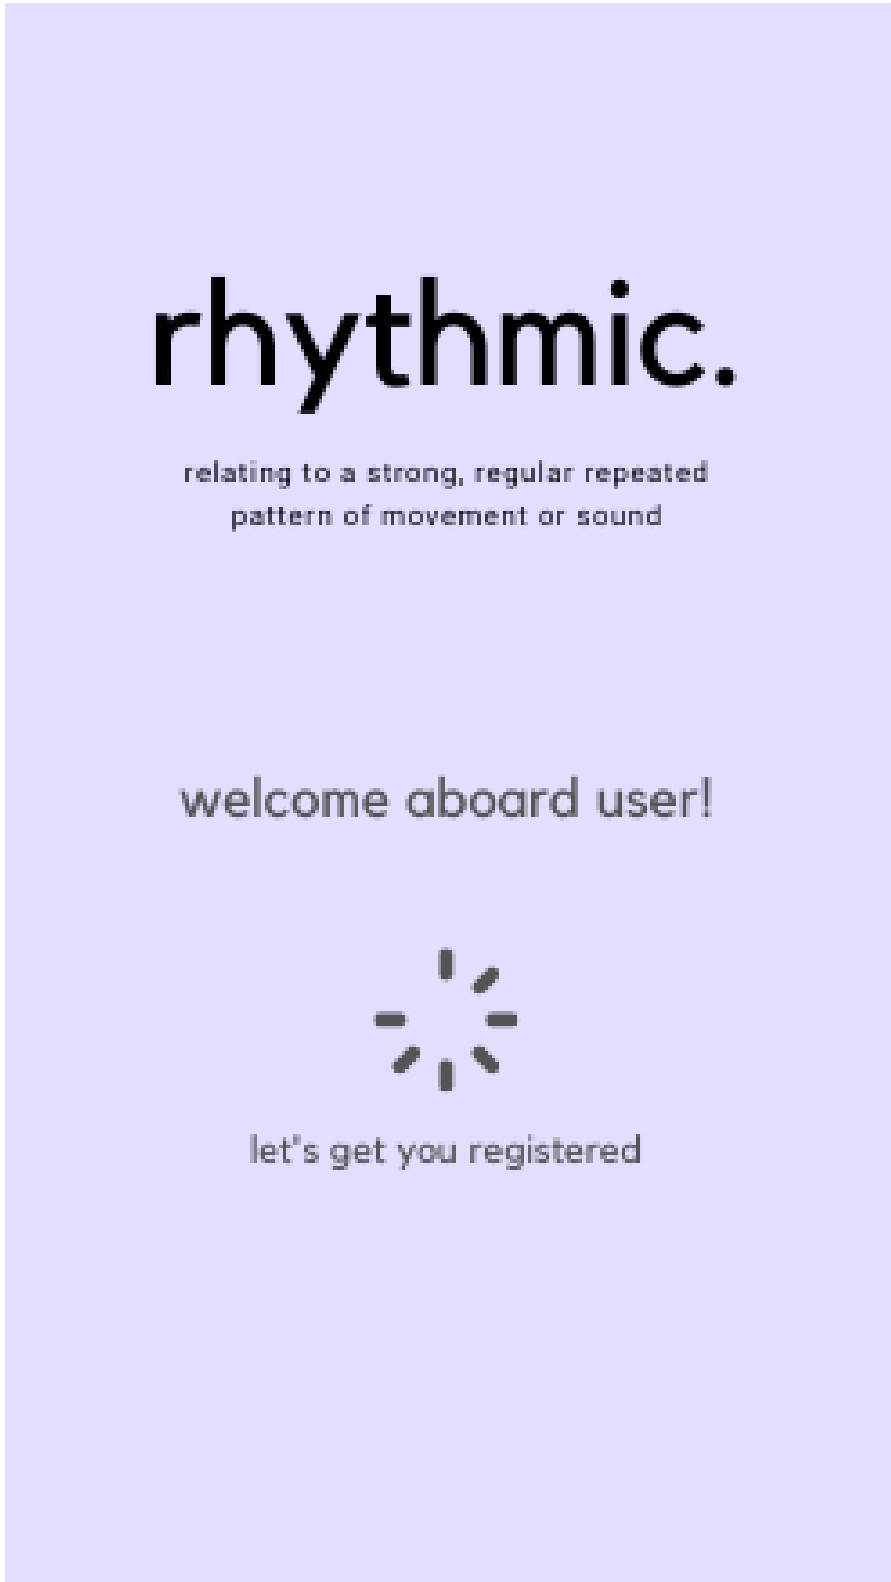 rhythmic.
relating to a strong, regular repeated
pattern of movement or sound
welcome aboard user!
let's get you registered